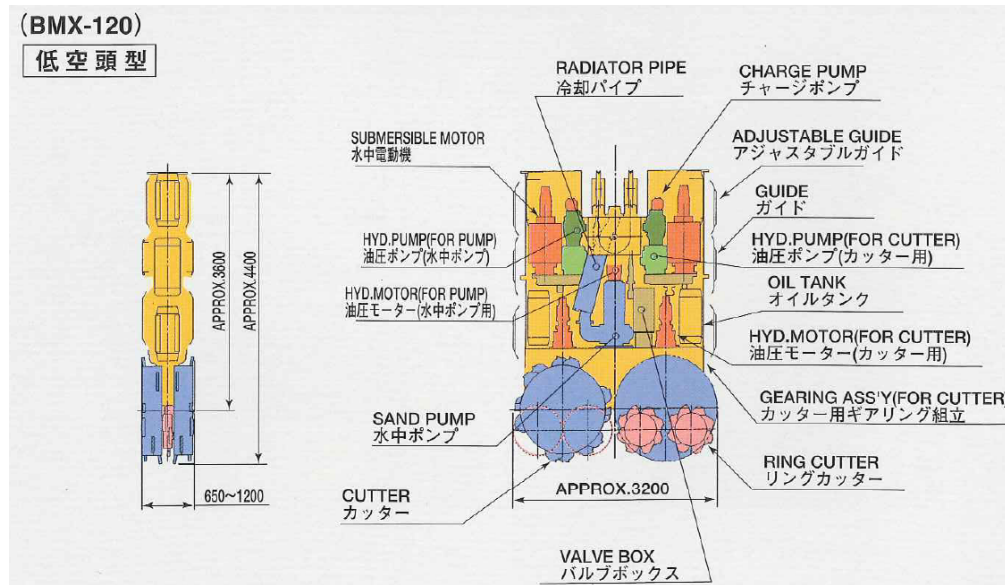 (BMX-120)
低空頭型
RADIATOR PIPE
冷却パイプ
CHARGE PUMP
チャージポンプ
SUBMERSIBLE MOTOR
水中電動機
ADJUSTABLE GUIDE
アジャスタブルガイド
GUIDE
ガイド
HYD.PUMP(FOR PUMP)
油圧ポンプ(水中ポンプ)
HYD.PUMP(FOR CUTTER)
油圧ポンプ(カッター用)
OIL TANK
オイルタンク
HYD.MOTOR(FOR PUMP)
油圧モーター(水中ポンプ用)
HYD.MOTOR(FOR CUTTER)
油圧モーター(カッター用)
APPROX.3800
APPROX.4400
GEARING ASS'Y(FOR CUTTER)
カッター用ギアリング組立
SAND PUMP
水中ポンプ
RING CUTTER
リングカッター
CUTTER
カッター
APPROX.3200
650~1200
VALVE BOX
バルブボックス